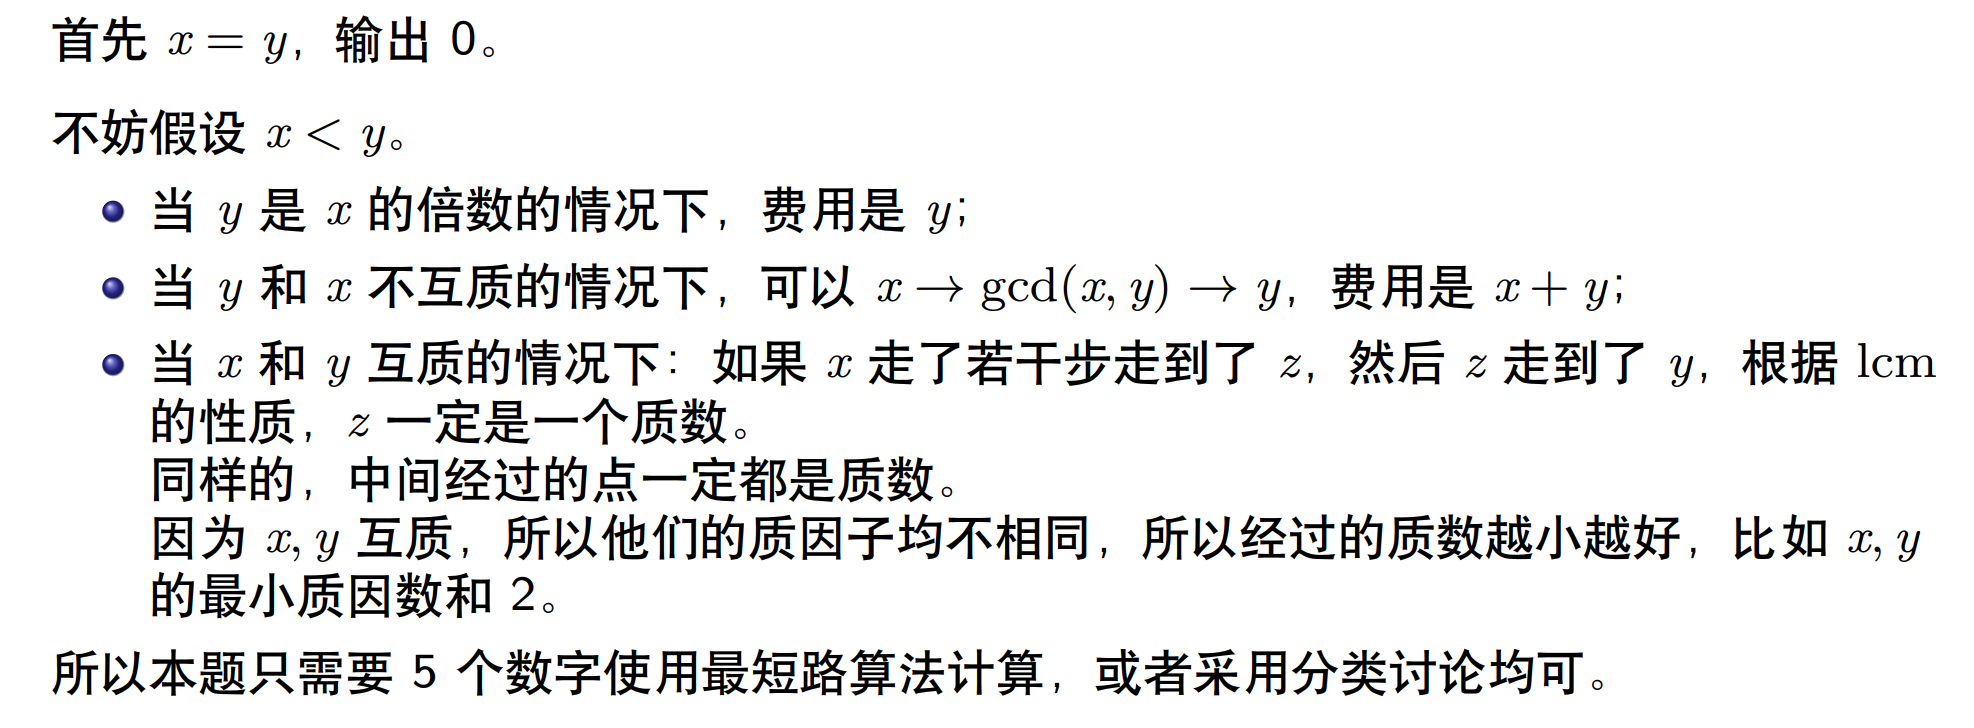 首先 x = y，输出 0。
不妨假设 x < y。
当 y 是 x 的倍数的情况下，费用是 y；
当 y 和 x 不互质的情况下，可以 x → gcd(x, y) → y，费用是 x + y；
当 x 和 y 互质的情况下：如果 x 走了若干步走到了 z，然后 z 走到了 y，根据 lcm
的性质，z 一定是一个质数。
同样的，中间经过的点一定都是质数。
因为 x, y 互质，所以他们的质因子均不相同，所以经过的质数越小越好，比如 x, y
的最小质因数和 2。
所以本题只需要 5 个数字使用最短路算法计算，或者采用分类讨论均可。